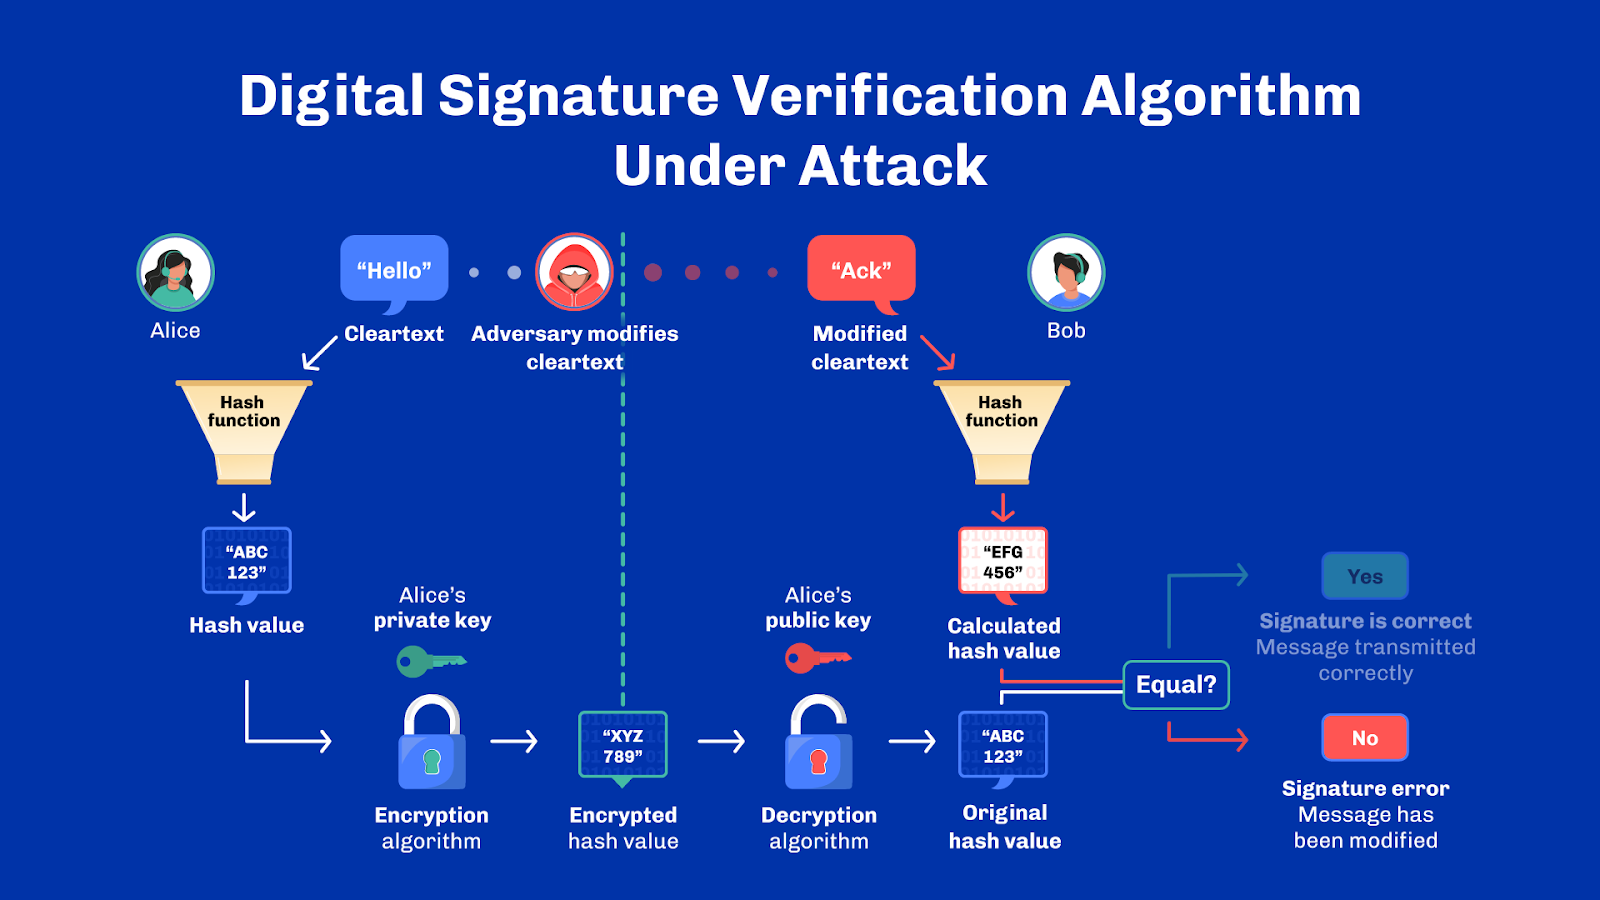 Digital Signature Verification Algorithm
Under Attack
“Hello”
“Ack”
Alice
Cleartext
Adversary modifies
cleartext
Modified
cleartext
Bob
Hash
function
Hash
function
“ABC
123”
Hash value
“EFG
456”
Calculated
hash value
Alice’s
private key
Alice’s
public key
Equal?
Yes
Signature is correct
Message transmitted
correctly
“XYZ
789”
“ABC
123”
No
Encryption
algorithm
Encrypted
hash value
Decryption
algorithm
Original
hash value
Signature error
Message has
been modified